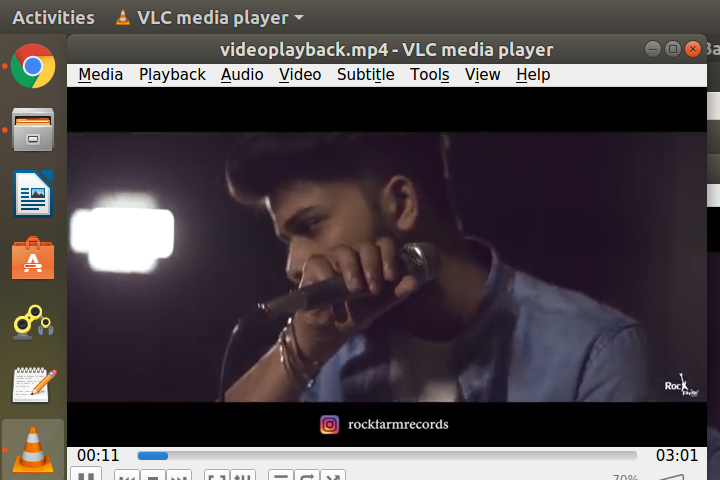 Activities VLC media player
videoplayback.mp4 - VLC media player
Media Playback Audio Video Subtitle Tools View Help
Rock
rockfarmrecords
00:11 03:01
70%